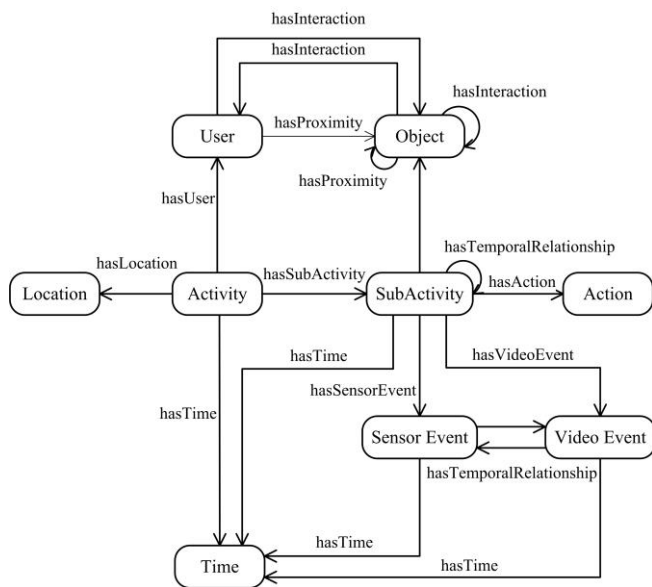 hasInteraction
hasInteraction
hasInteraction
User
hasProximity
Object
hasProximity
hasUser
hasTemporalRelationship
hasLocation
hasSubActivity
hasAction
Location
Activity
SubActivity
Action
hasTime
hasVideoEvent
hasSensorEvent
hasTime
Sensor Event
Video Event
hasTemporalRelationship
hasTime
Time
hasTime